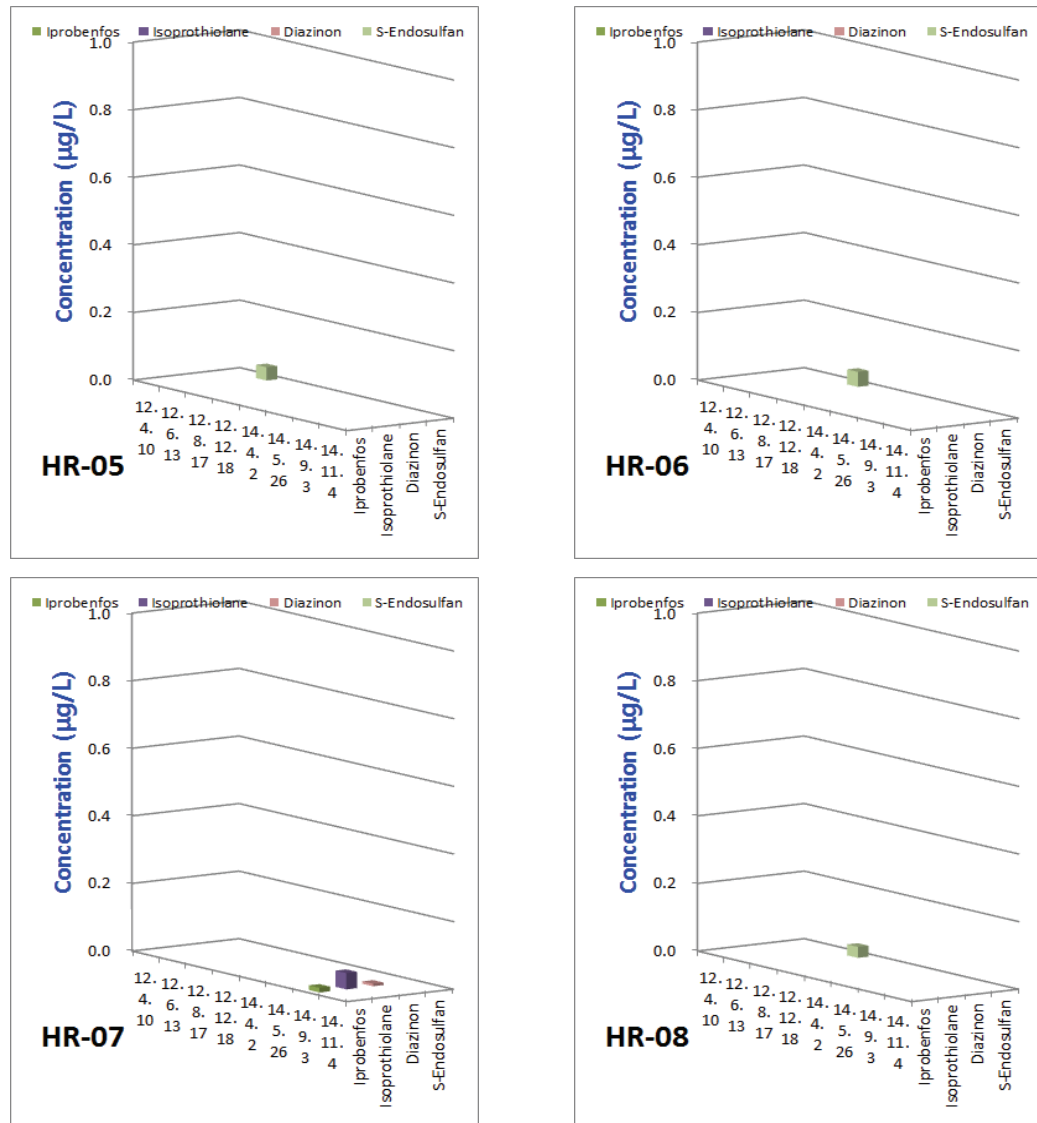 Iprobenfos Isoprothiolane Diazinon S-Endosulfan
Concentration (µg/L)
1.0
0.8
0.6
0.4
0.2
0.0
12.4.10
12.6.13
12.8.17
12.12.18
14.4.2
14.5.26
14.9.3
14.11.4
Iprobenfos
Isoprothiolane
Diazinon
S-Endosulfan
HR-05
Iprobenfos Isoprothiolane Diazinon S-Endosulfan
Concentration (µg/L)
1.0
0.8
0.6
0.4
0.2
0.0
12.4.10
12.6.13
12.8.17
12.12.18
14.4.2
14.5.26
14.9.3
14.11.4
Iprobenfos
Isoprothiolane
Diazinon
S-Endosulfan
HR-06
Iprobenfos Isoprothiolane Diazinon S-Endosulfan
Concentration (µg/L)
1.0
0.8
0.6
0.4
0.2
0.0
12.4.10
12.6.13
12.8.17
12.12.18
14.4.2
14.5.26
14.9.3
14.11.4
Iprobenfos
Isoprothiolane
Diazinon
S-Endosulfan
HR-07
Iprobenfos Isoprothiolane Diazinon S-Endosulfan
Concentration (µg/L)
1.0
0.8
0.6
0.4
0.2
0.0
12.4.10
12.6.13
12.8.17
12.12.18
14.4.2
14.5.26
14.9.3
14.11.4
Iprobenfos
Isoprothiolane
Diazinon
S-Endosulfan
HR-08